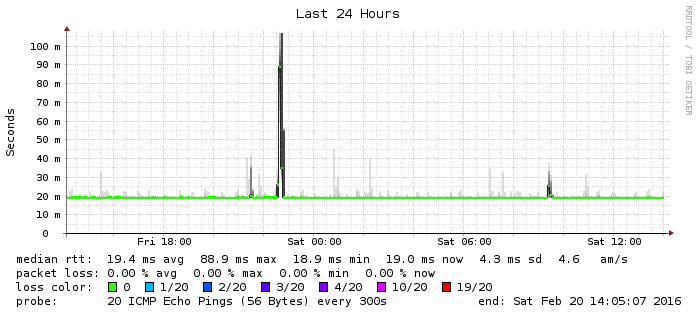 Last 24 Hours
RRDTOOL / TOBI OETIKER
Seconds
100 m
90 m
80 m
70 m
60 m
50 m
40 m
30 m
20 m
10 m
0
Fri 18:00 Sat 00:00 Sat 06:00 Sat 12:00
median rtt: 19.4 ms avg 88.9 ms max 18.9 ms min 19.0 ms now 4.3 ms sd 4.6 am/s
packet loss: 0.00 % avg 0.00 % max 0.00 % min 0.00 % now
loss color: 0 1/20 2/20 3/20 4/20 10/20 19/20
probe: 20 ICMP Echo Pings (56 Bytes) every 300s end: Sat Feb 20 14:05:07 2016